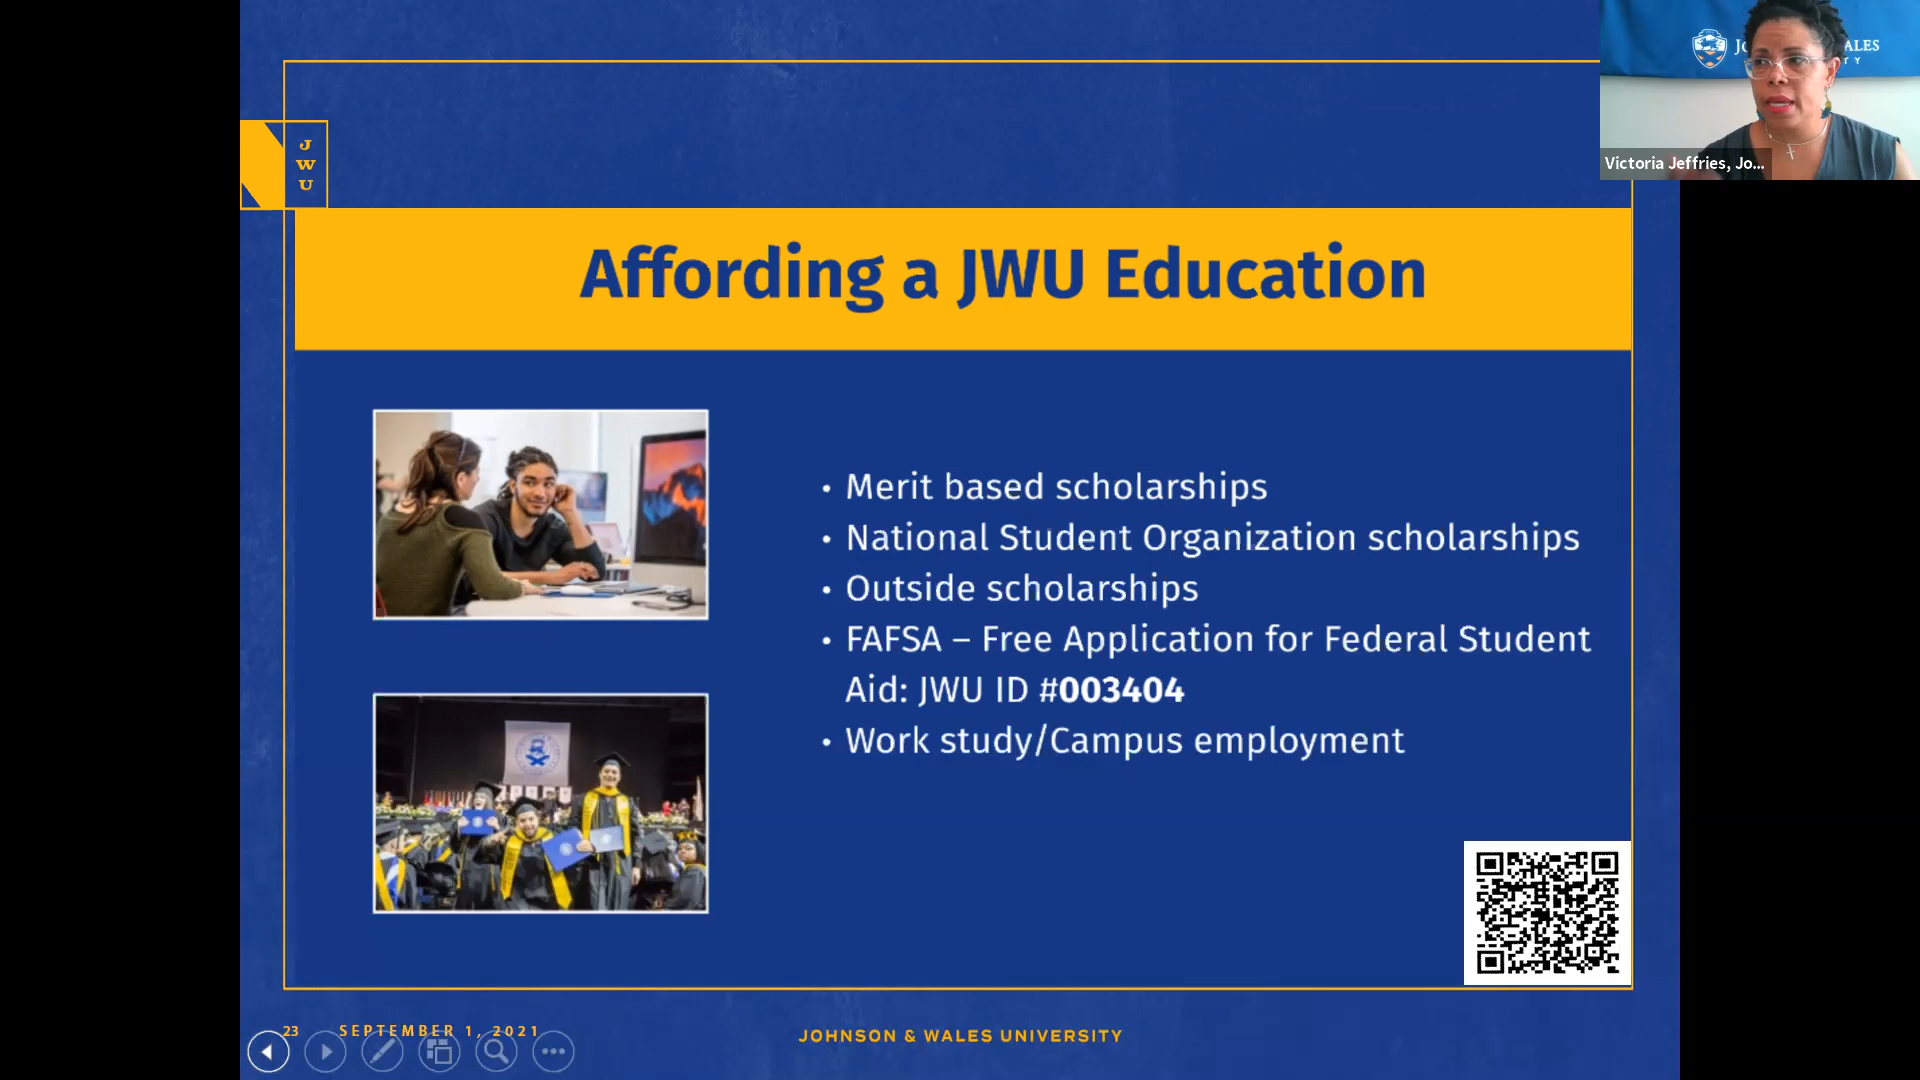 J
W
U
Affording a JWU Education
• Merit based scholarships
• National Student Organization scholarships
• Outside scholarships
• FAFSA – Free Application for Federal Student
Aid: JWU ID #003404
• Work study/Campus employment
23 SEPTEMBER 1, 2021
JOHNSON & WALES UNIVERSITY
Victoria Jeffries, Jo...